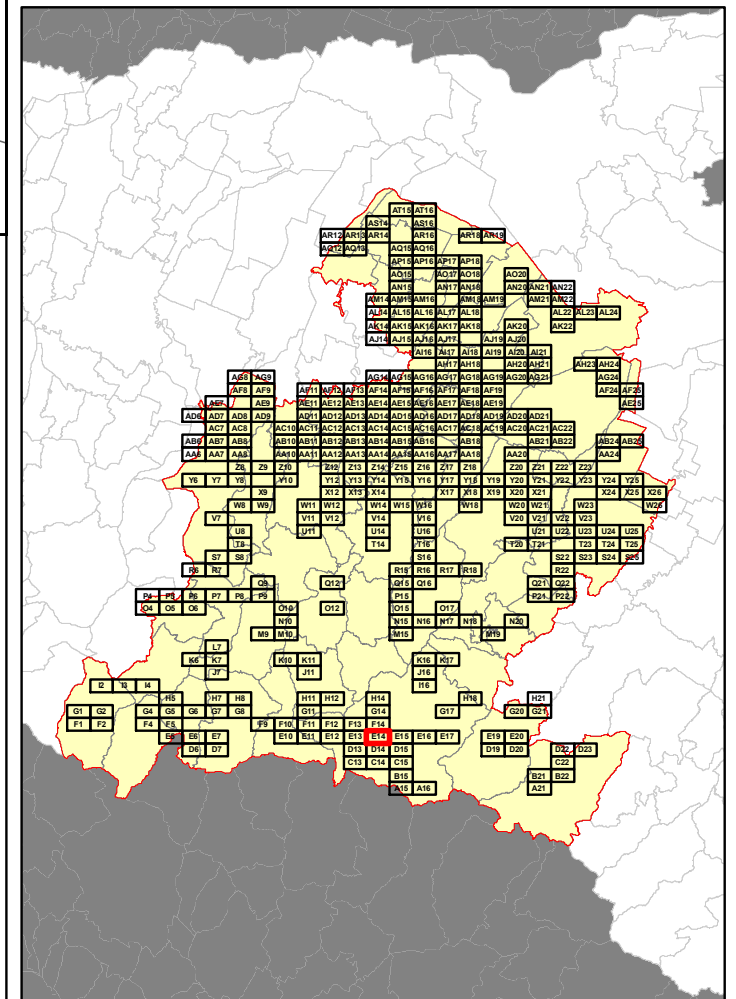 AT15 AT16
AS14 AS16
AR12 AR13 AR14 AR16 AR18 AR19
AQ12 AQ13 AQ15 AQ16
AP15 AP16 AP17 AP18
AO15 AO17 AO18 AO20
AN15 AN17 AN18 AN20 AN21 AN22
AM14 AM15 AM16 AM18 AM19 AM21 AM22
AL14 AL15 AL16 AL17 AL18 AL22 AL23 AL24
AK14 AK15 AK16 AK17 AK18 AK20 AK22
AJ14 AJ15 AJ16 AJ17 AJ19 AJ20
AI16 AI17 AI18 AI19 AI20 AI21
AH17 AH18 AH20 AH21 AH23 AH24
AG8 AG9 AG14 AG15 AG16 AG17 AG18 AG19 AG20 AG21 AG24
AF8 AF9 AF11 AF12 AF13 AF14 AF15 AF16 AF17 AF18 AF19 AF24 AF25
AE7 AE9 AE11 AE12 AE13 AE14 AE15 AE16 AE17 AE18 AE19 AE25
AD6 AD7 AD8 AD9 AD11 AD12 AD13 AD14 AD15 AD16 AD17 AD18 AD19 AD20 AD21
AC7 AC8 AC10 AC11 AC12 AC13 AC14 AC15 AC16 AC17 AC18 AC19 AC20 AC21 AC22
AB6 AB7 AB8 AB10 AB11 AB12 AB13 AB14 AB15 AB16 AB18 AB21 AB22 AB24 AB25
AA6 AA7 AA8 AA10 AA11 AA12 AA13 AA14 AA15 AA16 AA17 AA18 AA20 AA24
Z8 Z9 Z10 Z12 Z13 Z14 Z15 Z16 Z17 Z18 Z20 Z21 Z22 Z23
Y6 Y7 Y8 Y10 Y12 Y13 Y14 Y15 Y16 Y17 Y18 Y19 Y20 Y21 Y22 Y23 Y24 Y25
X9 X12 X13 X14 X17 X18 X19 X20 X21 X24 X25 X26
W8 W9 W11 W12 W14 W15 W16 W18 W20 W21 W23 W26
V7 V11 V12 V14 V16 V20 V21 V22 V23
U8 U11 U14 U16 U21 U22 U23 U24 U25
T8 T14 T16 T20 T21 T23 T24 T25
S7 S8 S16 S22 S23 S24 S25
R6 R7 R15 R16 R17 R18 R22
Q9 Q12 Q15 Q16 Q21 Q22
P4 P5 P6 P7 P8 P9 P15 P21 P22
O4 O5 O6 O10 O12 O15 O17
N10 N15 N16 N17 N18 N20
M9 M10 M15 M19
L7
K6 K7 K10 K11 K16 K17
J7 J11 J16
I2 I3 I4 I16
H5 H7 H8 H11 H12 H14 H18 H21
G1 G2 G4 G5 G6 G7 G8 G11 G14 G17 G20 G21
F1 F2 F4 F5 F9 F10 F11 F12 F13 F14
E5 E6 E7 E10 E11 E12 E13 E14 E15 E16 E17 E19 E20
D6 D7 D13 D14 D15 D19 D20 D22 D23
C13 C14 C15 C22
B15 B21 B22
A15 A16 A21